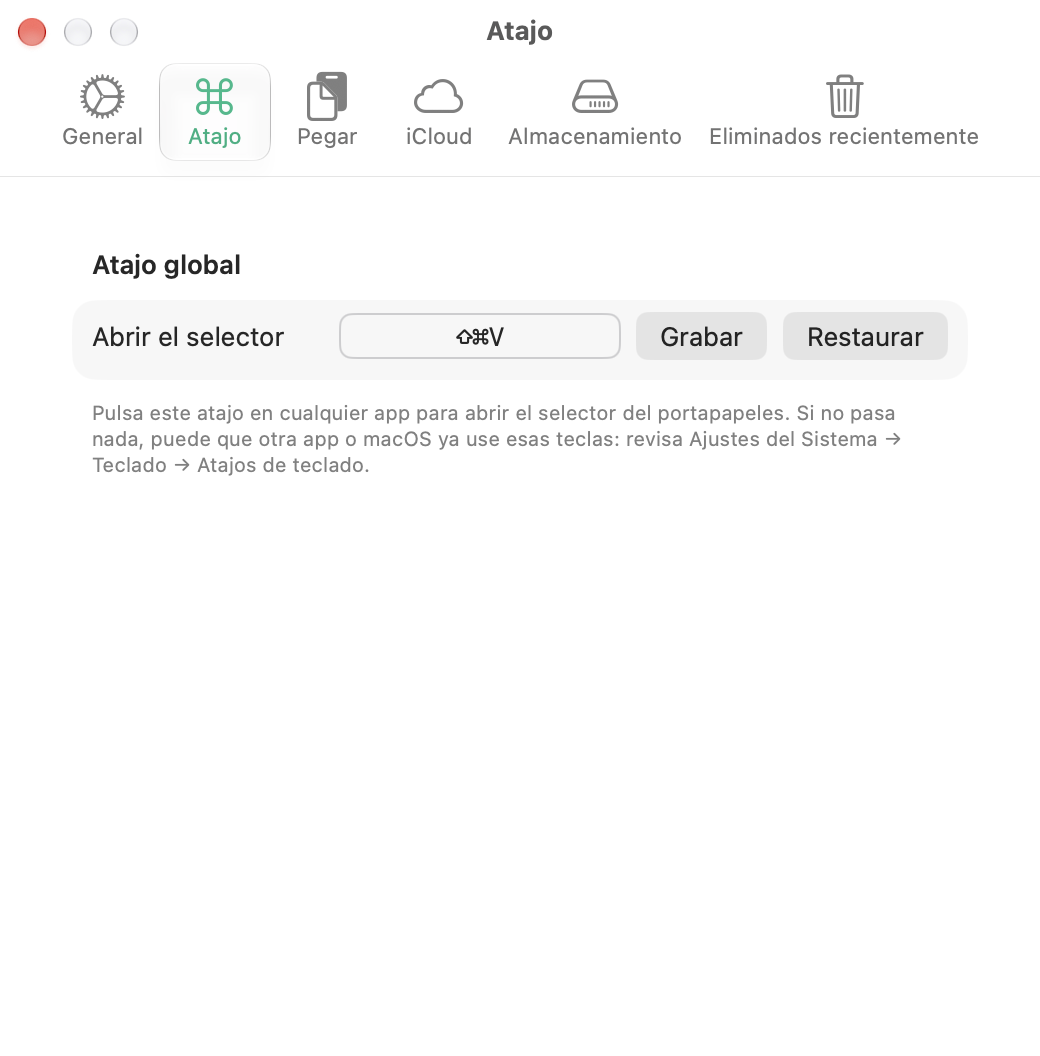 Atajo
General
Atajo
Pegar
iCloud
Almacenamiento
Eliminados recientemente
Atajo global
Abrir el selector
⇧⌘V
Grabar
Restaurar
Pulsa este atajo en cualquier app para abrir el selector del portapapeles. Si no pasa
nada, puede que otra app o macOS ya use esas teclas: revisa Ajustes del Sistema →
Teclado → Atajos de teclado.